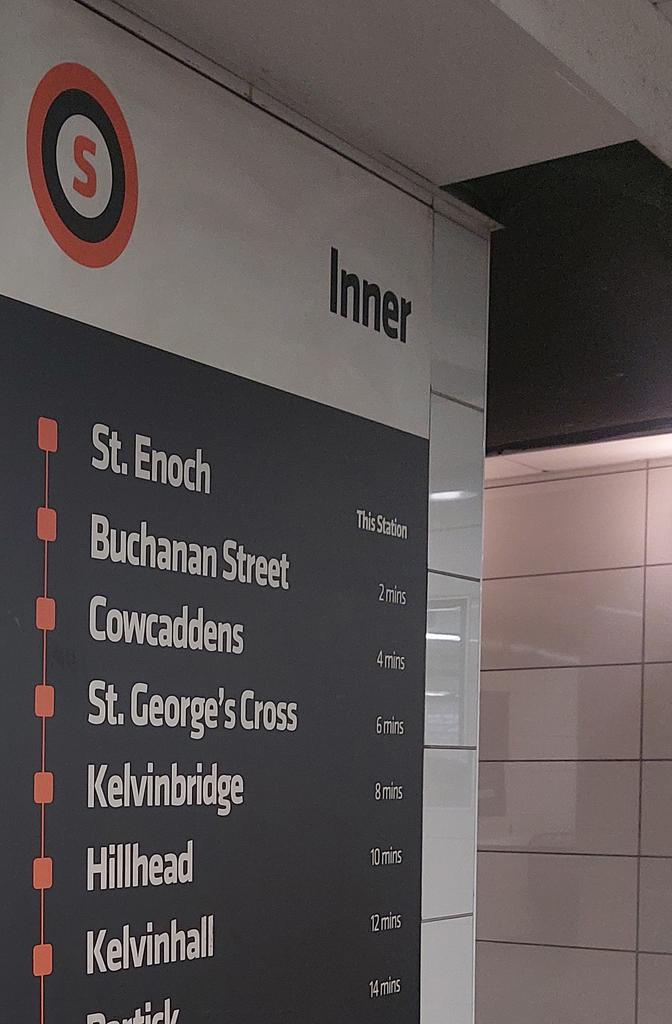 S
Inner
St. Enoch This Station
Buchanan Street 2 mins
Cowcaddens 4 mins
St. George's Cross 6 mins
Kelvinbridge 8 mins
Hillhead 10 mins
Kelvinhall 12 mins
Partick 14 mins